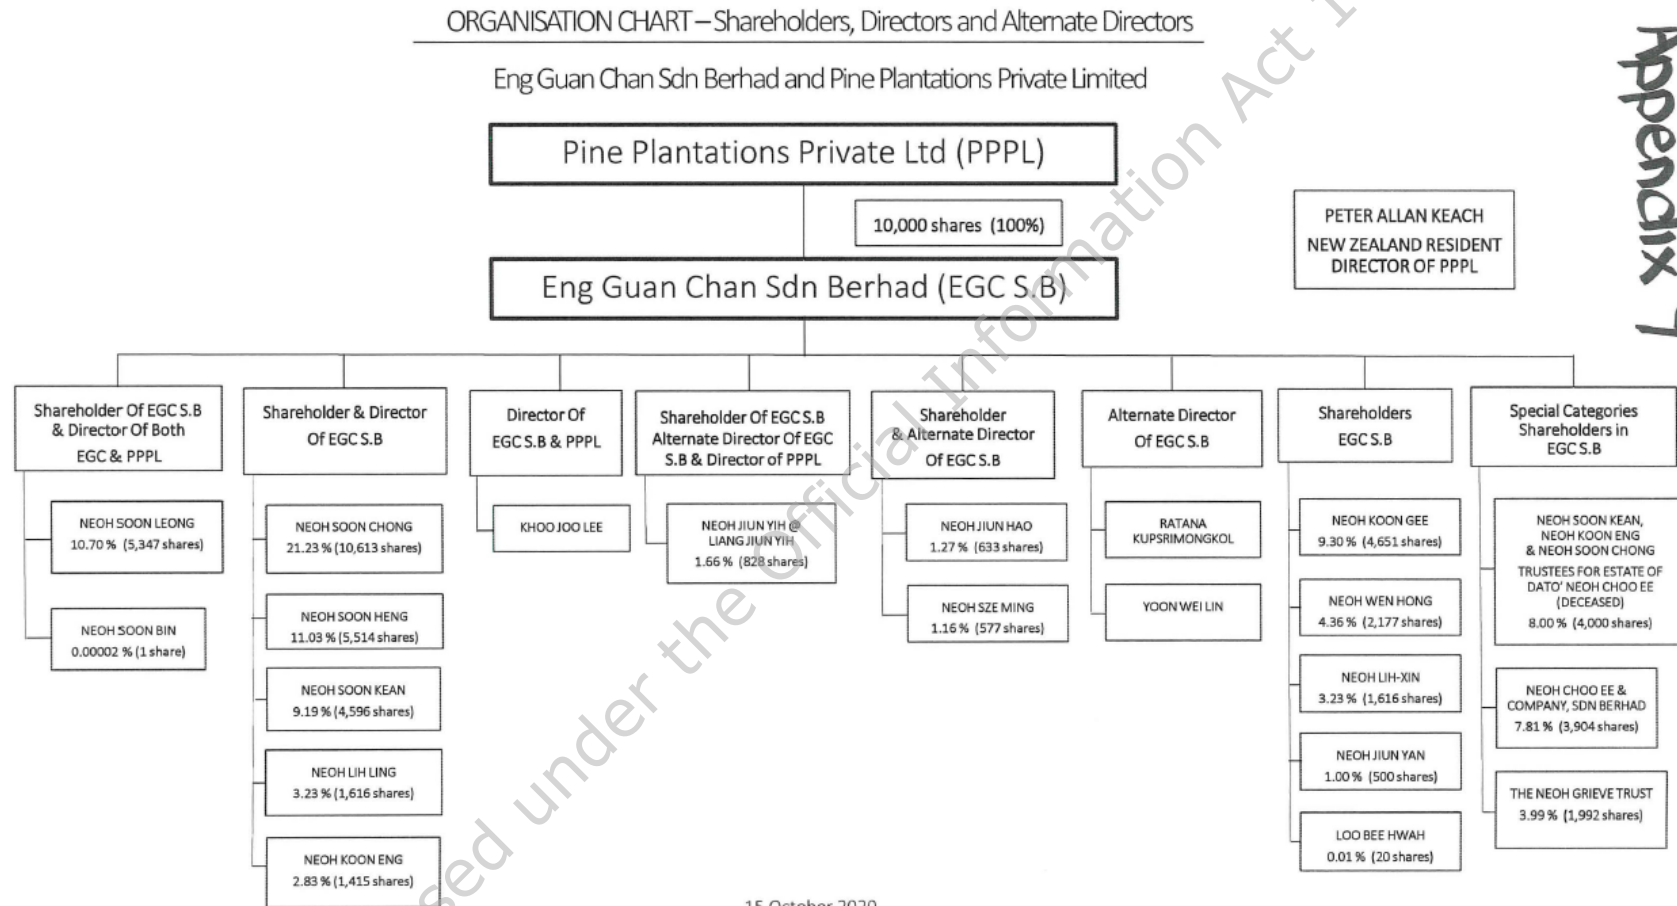 ORGANISATION CHART – Shareholders, Directors and Alternate Directors
Eng Guan Chan Sdn Berhad and Pine Plantations Private Limited
Appendix
Pine Plantations Private Ltd (PPPL)
10,000 shares (100%)
PETER ALLAN KEACH
NEW ZEALAND RESIDENT
DIRECTOR OF PPPL
Eng Guan Chan Sdn Berhad (EGC S.B)
Shareholder Of EGC S.B
& Director Of Both
EGC & PPPL
NEOH SOON LEONG
10.70 % (5,347 shares)
NEOH SOON BIN
0.00002 % (1 share)
Shareholder & Director
Of EGC S.B
NEOH SOON CHONG
21.23 % (10,613 shares)
NEOH SOON HENG
11.03 % (5,514 shares)
NEOH SOON KEAN
9.19 % (4,596 shares)
NEOH LIH LING
3.23 % (1,616 shares)
NEOH KOON ENG
2.83 % (1,415 shares)
Director Of
EGC S.B & PPPL
KHOO JOO LEE
Shareholder Of EGC S.B
Alternate Director Of EGC
S.B & Director of PPPL
NEOH JIUN YIH @
LIANG JIUN YIH
1.66 % (828 shares)
Shareholder
& Alternate Director
Of EGC S.B
NEOH JIUN HAO
1.27 % (633 shares)
NEOH SZE MING
1.16 % (577 shares)
Alternate Director
Of EGC S.B
RATANA
KUPSRIMONGKOL
YOON WEI LIN
Shareholders
EGC S.B
NEOH KOON GEE
9.30 % (4,651 shares)
NEOH WEN HONG
4.36 % (2,177 shares)
NEOH LIH-XIN
3.23 % (1,616 shares)
NEOH JIUN YAN
1.00 % (500 shares)
LOO BEE HWAH
0.01 % (20 shares)
Special Categories
Shareholders in
EGC S.B
NEOH SOON KEAN,
NEOH KOON ENG
& NEOH SOON CHONG
TRUSTEES FOR ESTATE OF
DATO' NEOH CHOO EE
(DECEASED)
8.00 % (4,000 shares)
NEOH CHOO EE &
COMPANY, SDN BERHAD
7.81 % (3,904 shares)
THE NEOH GRIEVE TRUST
3.99 % (1,992 shares)
15 October 2020
sed under the Official Information Act 1